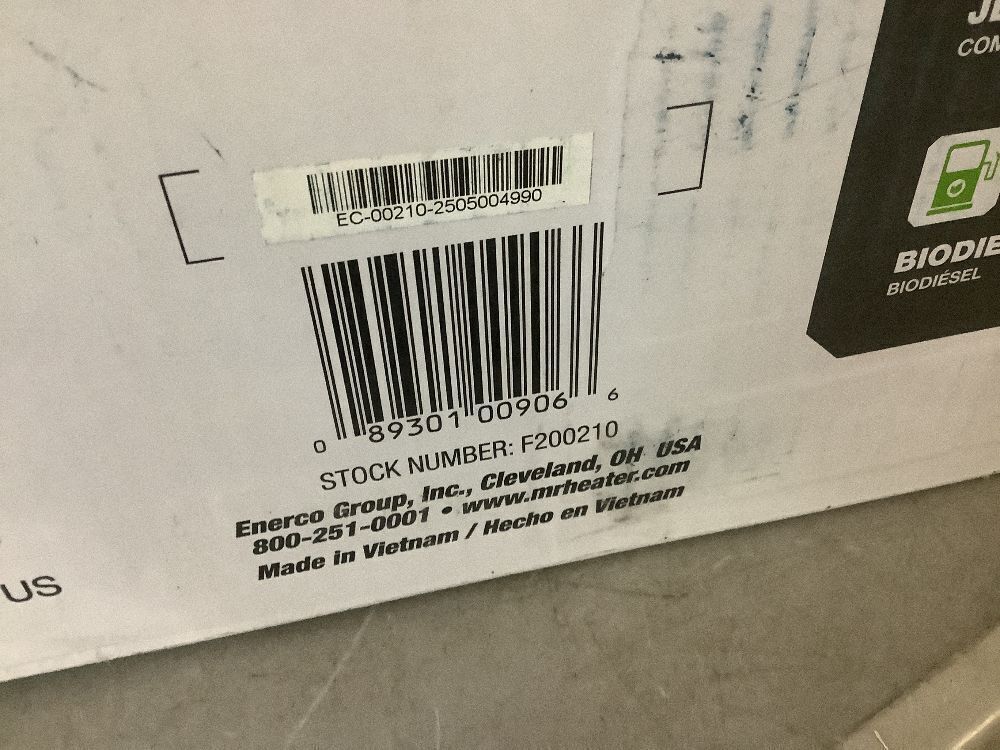 COM
EC-00210-2505004990
BIODIE
BIODIÉSEL
0 89301 00906 6
STOCK NUMBER: F200210
Enerco Group, Inc., Cleveland, OH USA
800-251-0001 • www.mrheater.com
Made in Vietnam / Hecho en Vietnam
US